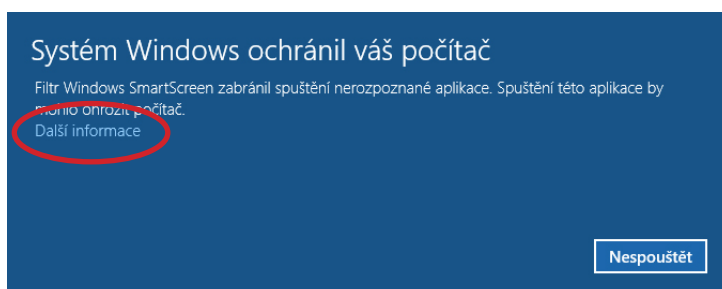 Systém Windows ochránil váš počítač
Filtr Windows SmartScreen zabránil spuštění nerozpoznané aplikace. Spuštění této aplikace by
mohlo ohrozit počítač.
Další informace
Nespouštět